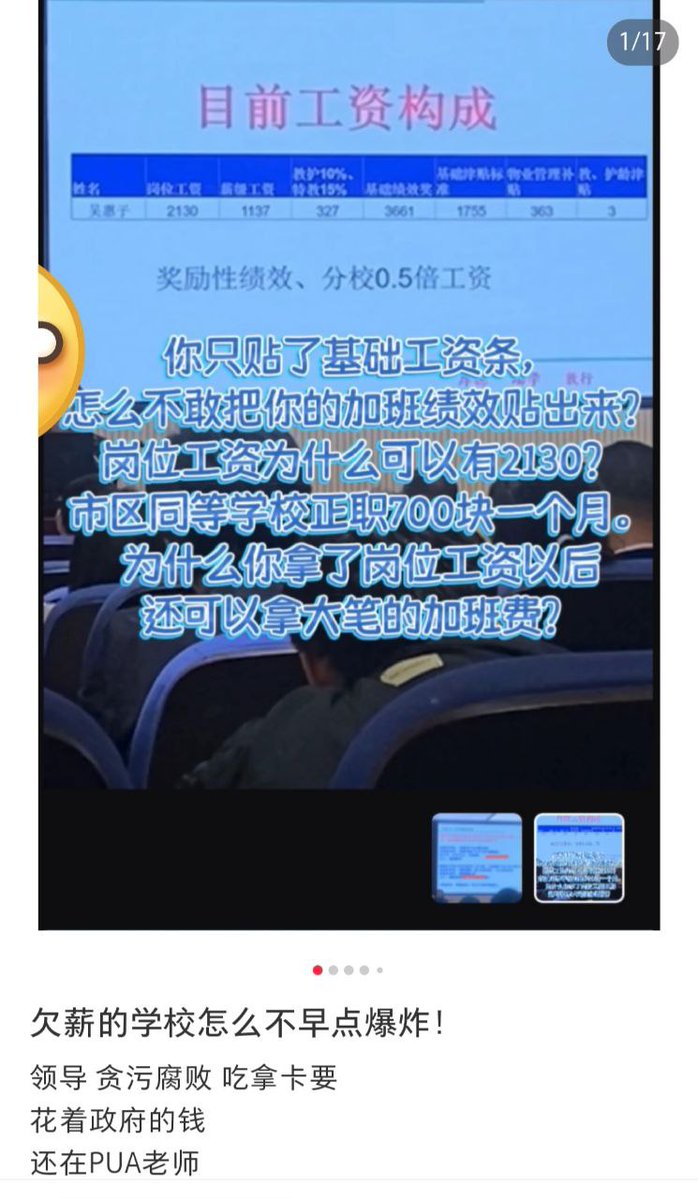 1/17
目前工资构成
教护10%、 基础津贴标 物业管理补 教、护龄津
姓名 岗位工资 薪级工资 特教15% 基础绩效奖 准 贴 贴
吴惠子 2130 1137 327 3661 1755 363 3
奖励性绩效、分校0.5倍工资
你只贴了基础工资条,
怎么不敢把你的加班绩效贴出来?
岗位工资为什么可以有2130?
市区同等学校正职700块一个月。
为什么你拿了岗位工资以后
还可以拿大笔的加班费?
欠薪的学校怎么不早点爆炸!
领导 贪污腐败 吃拿卡要
花着政府的钱
还在PUA老师